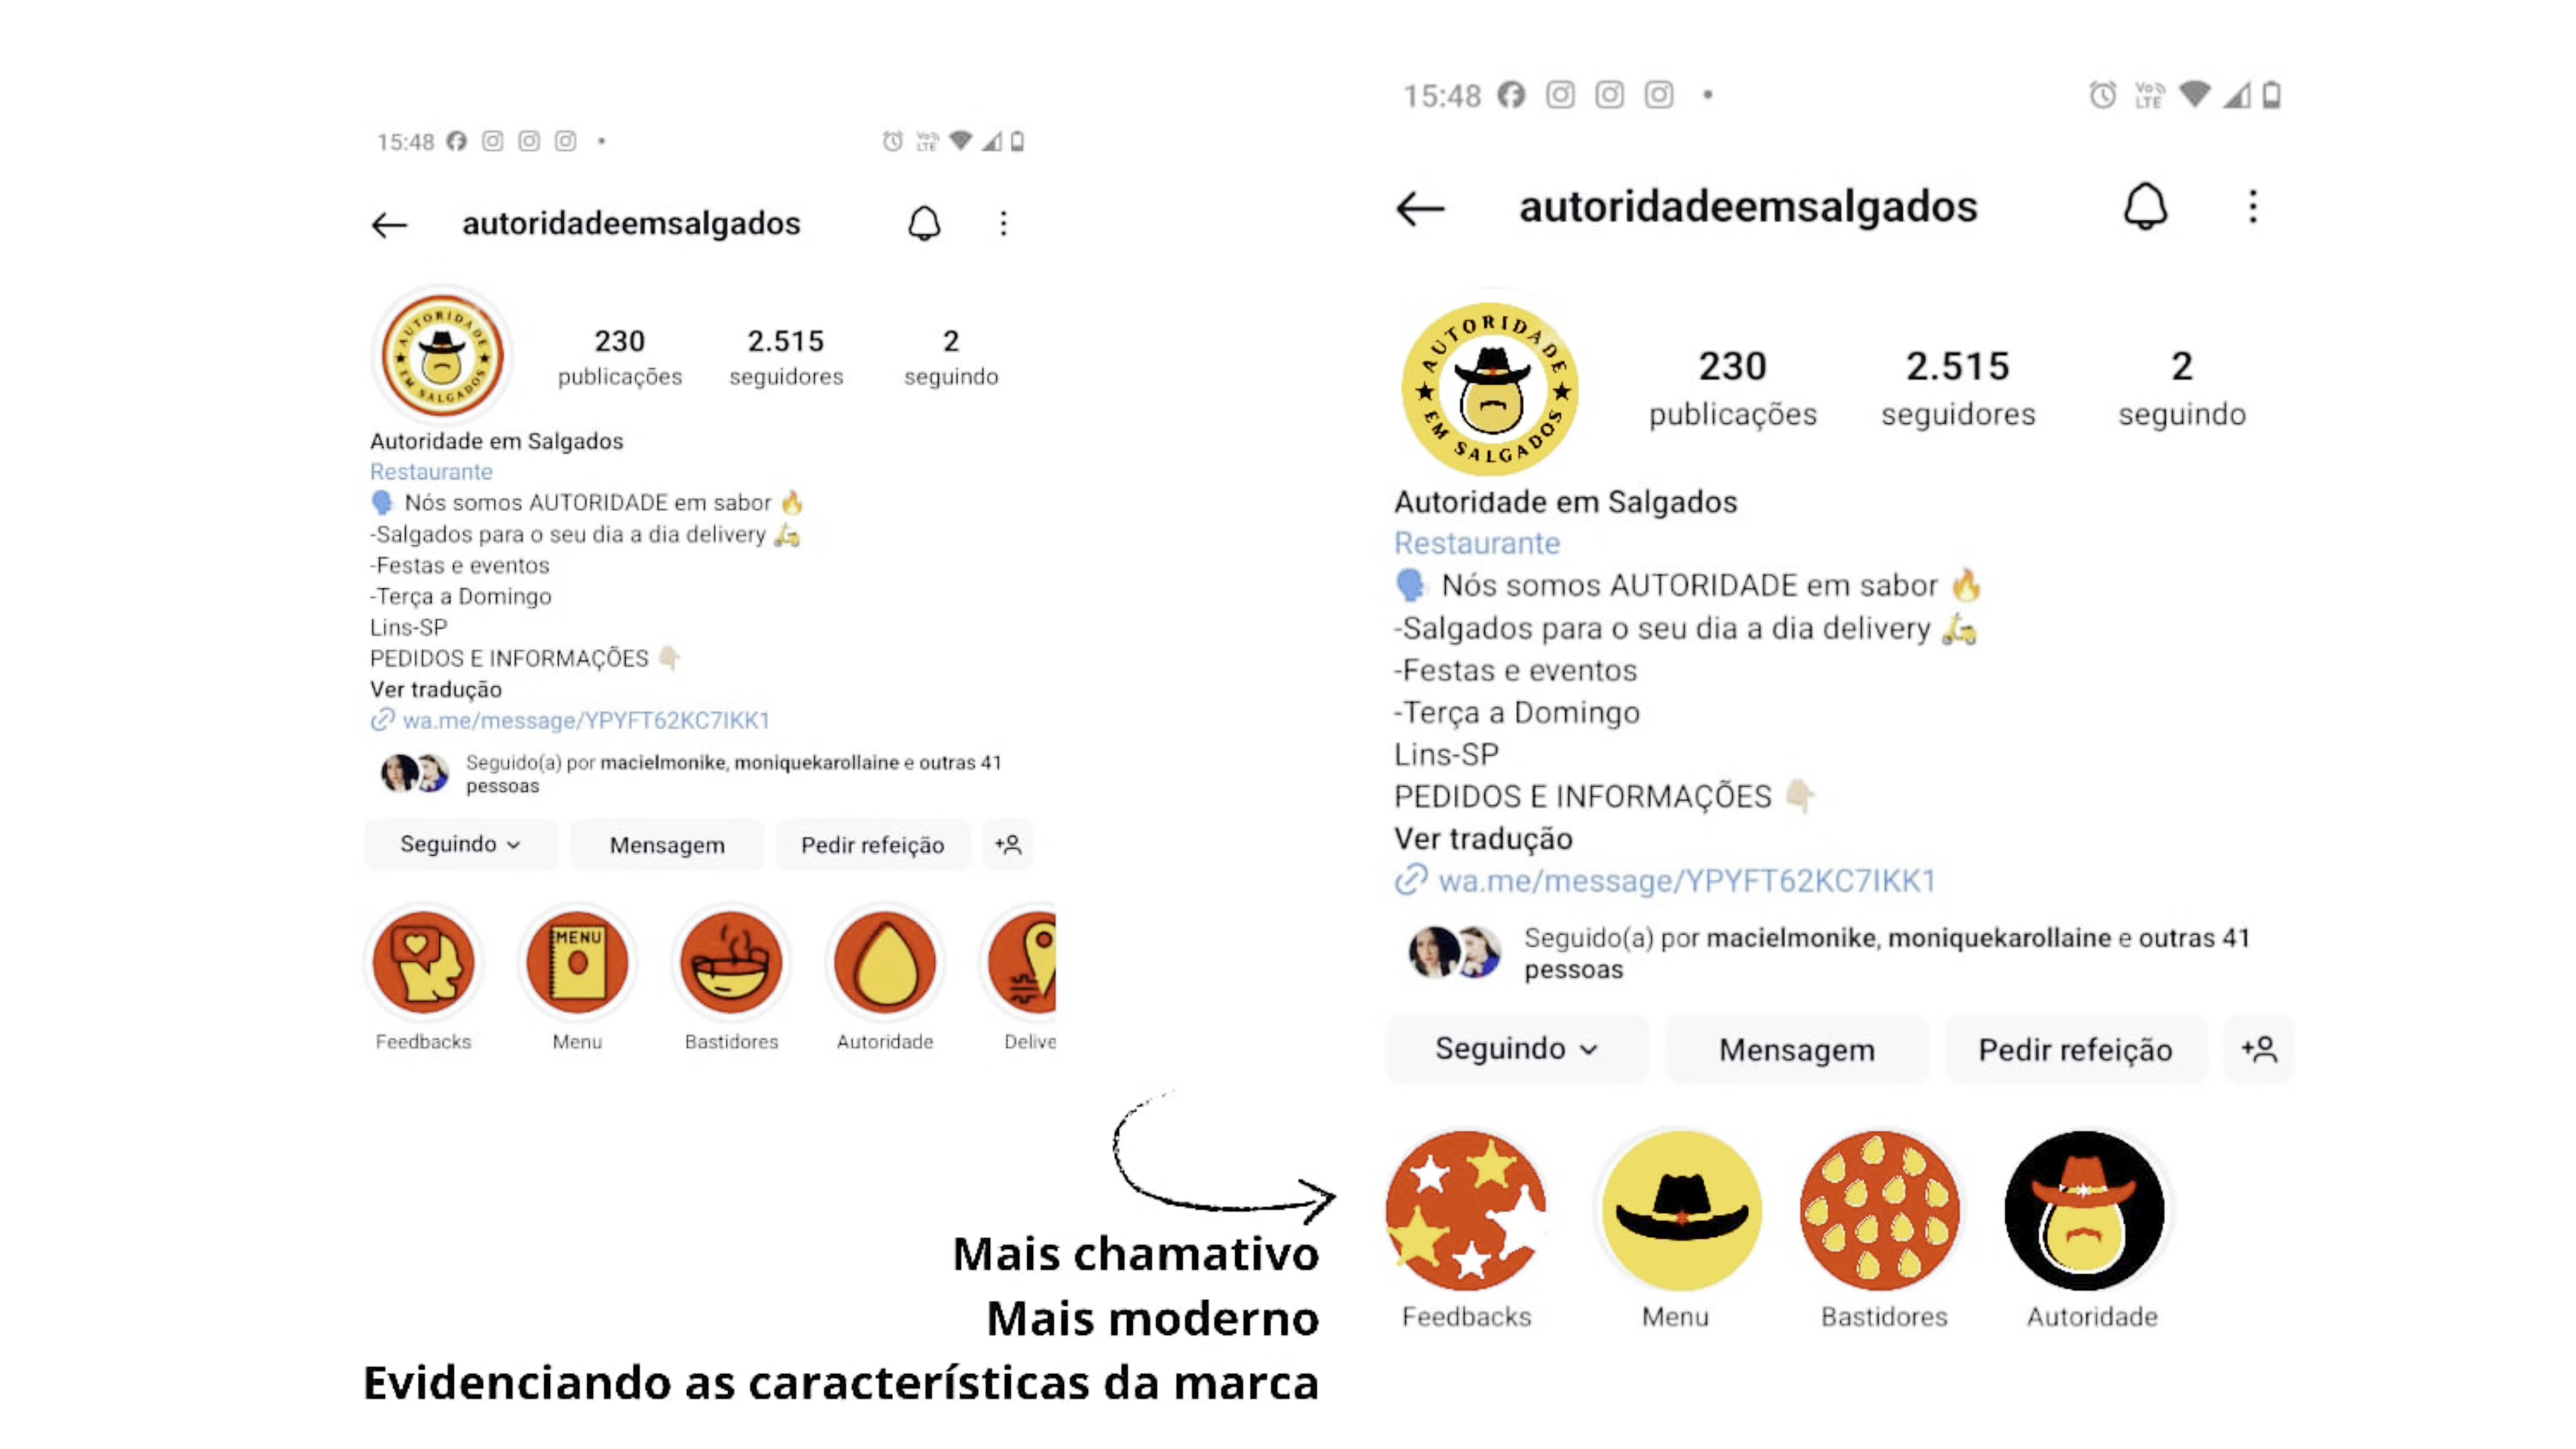 15:48
VoLTE
autoridadeemsalgados
AUTORIDADE EM SALGADOS
230 2.515 2
publicações seguidores seguindo
Autoridade em Salgados
Restaurante
🗣 Nós somos AUTORIDADE em sabor 🔥
-Salgados para o seu dia a dia delivery 🛵
-Festas e eventos
-Terça a Domingo
Lins-SP
PEDIDOS E INFORMAÇÕES 👇🏻
Ver tradução
wa.me/message/YPYFT62KC7IKK1
Seguido(a) por macielmonike, moniquekarollaine e outras 41
pessoas
Seguindo Mensagem Pedir refeição
MENU
Feedbacks Menu Bastidores Autoridade Delive
Mais chamativo
Mais moderno
Evidenciando as características da marca
15:48
VoLTE
autoridadeemsalgados
AUTORIDADE EM SALGADOS
230 2.515 2
publicações seguidores seguindo
Autoridade em Salgados
Restaurante
🗣 Nós somos AUTORIDADE em sabor 🔥
-Salgados para o seu dia a dia delivery 🛵
-Festas e eventos
-Terça a Domingo
Lins-SP
PEDIDOS E INFORMAÇÕES 👇🏻
Ver tradução
wa.me/message/YPYFT62KC7IKK1
Seguido(a) por macielmonike, moniquekarollaine e outras 41
pessoas
Seguindo Mensagem Pedir refeição
Feedbacks Menu Bastidores Autoridade